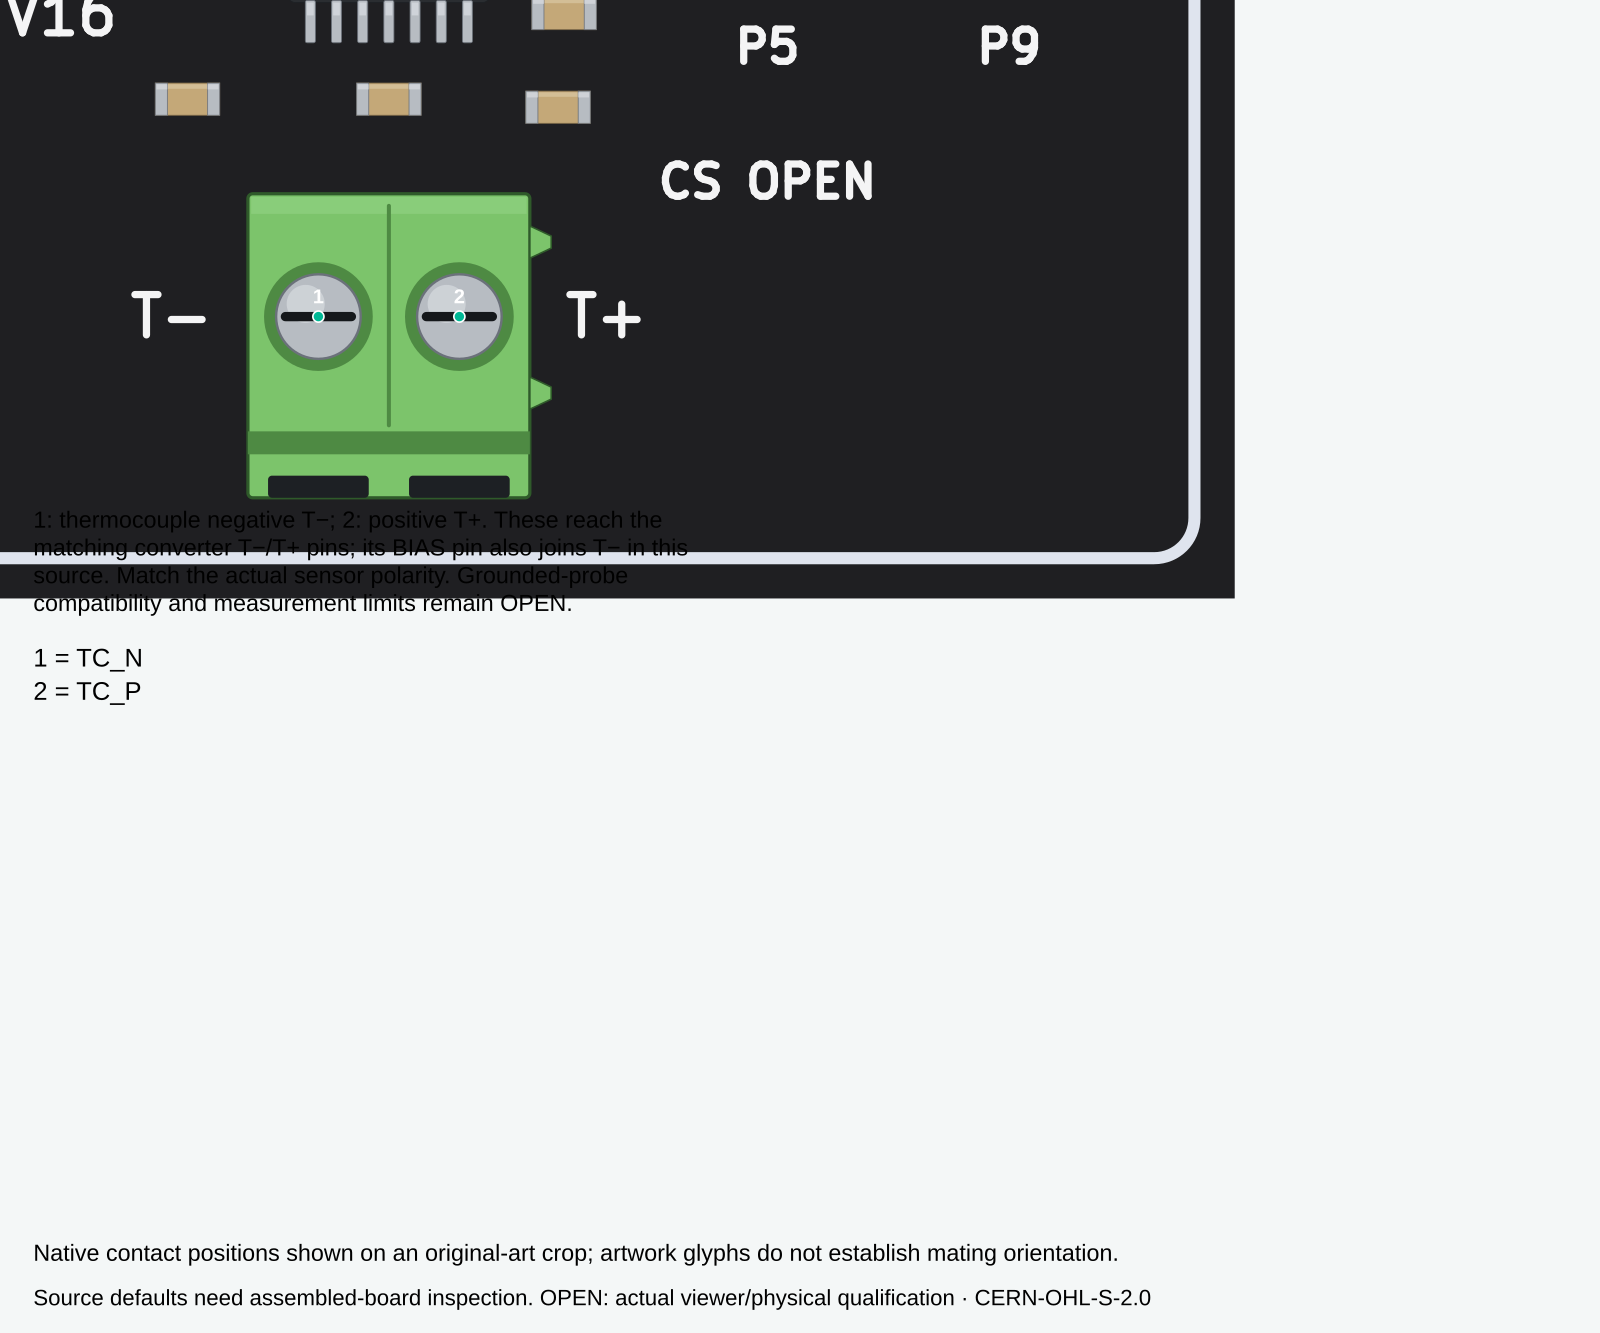 V16
P5 P9
CS OPEN
T− 1 2 T+
1: thermocouple negative T−; 2: positive T+. These reach the
matching converter T−/T+ pins; its BIAS pin also joins T− in this
source. Match the actual sensor polarity. Grounded-probe
compatibility and measurement limits remain OPEN.
1 = TC_N
2 = TC_P
Native contact positions shown on an original-art crop; artwork glyphs do not establish mating orientation.
Source defaults need assembled-board inspection. OPEN: actual viewer/physical qualification · CERN-OHL-S-2.0